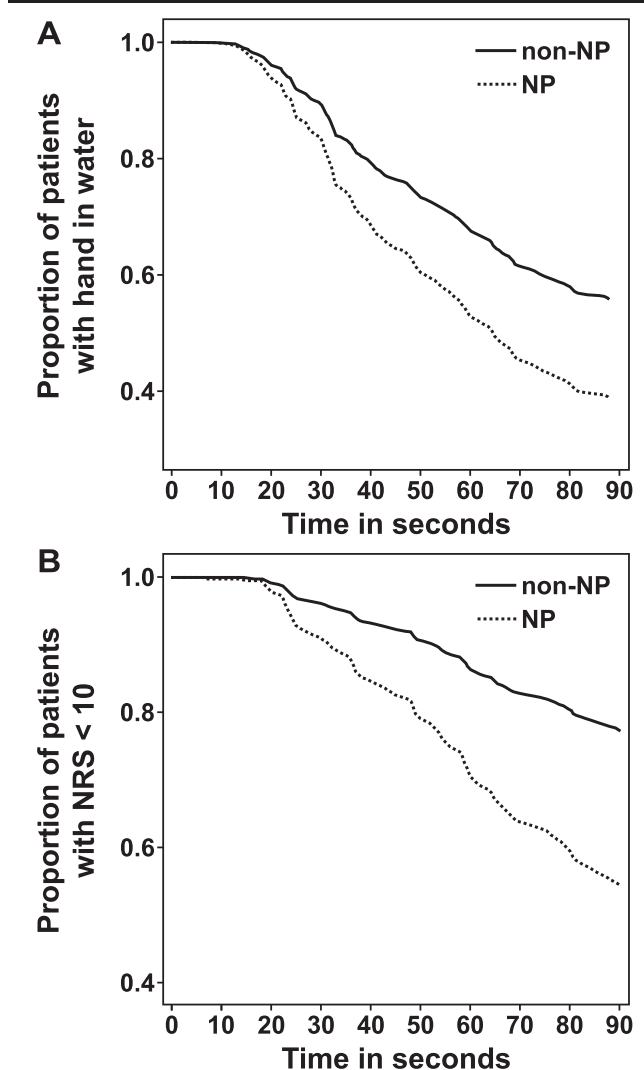 A
1.0
0.8
0.6
0.4
Proportion of patients
with hand in water
non-NP
NP
0 10 20 30 40 50 60 70 80 90
Time in seconds
B
1.0
0.8
0.6
0.4
Proportion of patients
with NRS < 10
non-NP
NP
0 10 20 30 40 50 60 70 80 90
Time in seconds